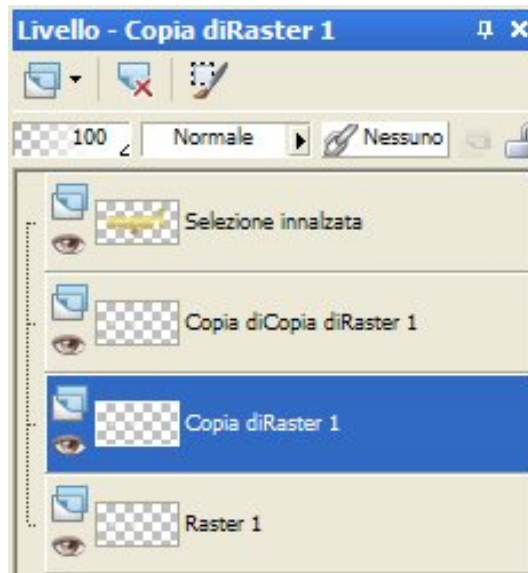 Livello - Copia diRaster 1
100 Normale Nessuno
Selezione innalzata
Copia diCopia diRaster 1
Copia diRaster 1
Raster 1